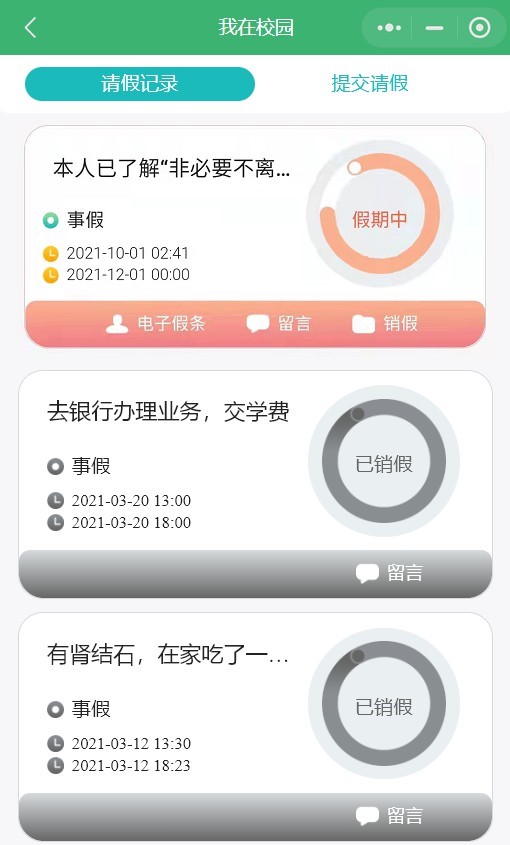 我在校园
请假记录
提交请假
本人已了解“非必要不离...
假期中
事假
2021-10-01 02:41
2021-12-01 00:00
电子假条
留言
销假
去银行办理业务，交学费
已销假
事假
2021-03-20 13:00
2021-03-20 18:00
留言
有肾结石，在家吃了一...
已销假
事假
2021-03-12 13:30
2021-03-12 18:23
留言